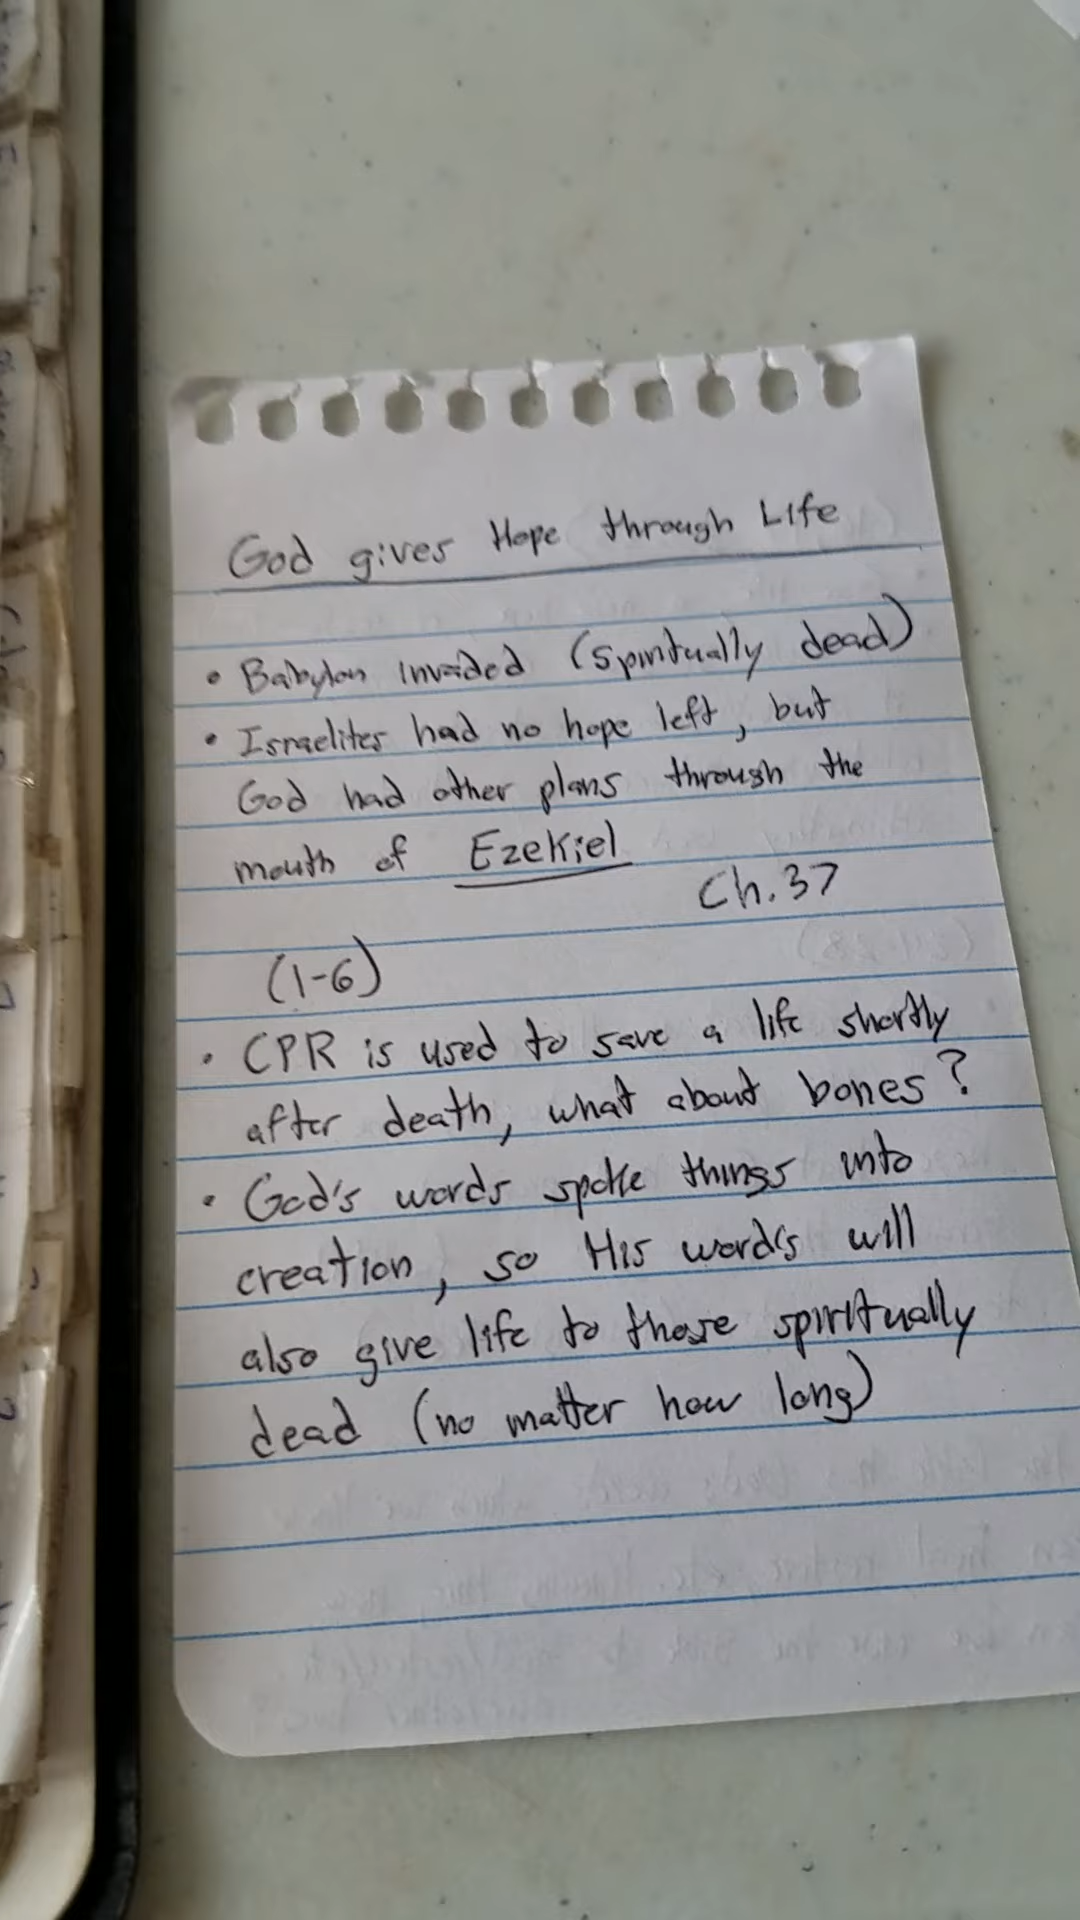 God gives Hope through Life
• Babylon invaded (spiritually dead)
• Israelites had no hope left, but
God had other plans through the
mouth of Ezekiel
Ch. 37
(1-6)
• CPR is used to save a life shortly
after death, what about bones?
• God's words spoke things into
creation, so His words will
also give life to those spiritually
dead (no matter how long)